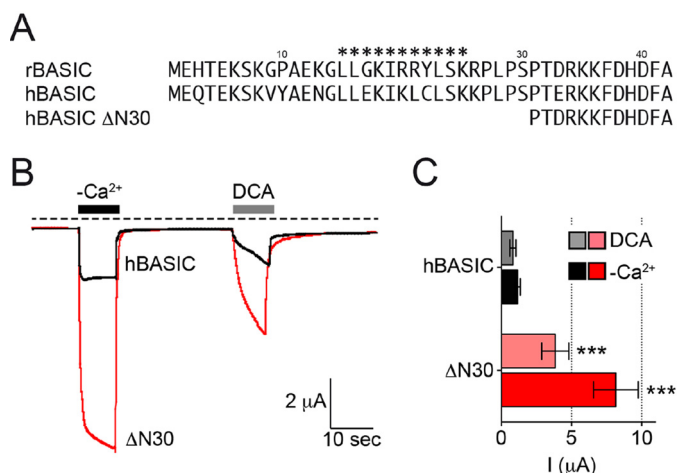 A
10 *********** 30 40
rBASIC MEHTEKSKGPAEKGLLGKIRRYLSKRPLPSPTDRKKFDHDFA
hBASIC MEQTEKSKVYAENGLLEKIKLCLSKKPLPSPTERKKFDHDFA
hBASIC ΔN30 PTDRKKFDHDFA
B
-Ca²⁺ DCA
hBASIC
ΔN30
2 μA
10 sec
C
DCA
-Ca²⁺
hBASIC
ΔN30
***
***
0 5 10
I (μA)